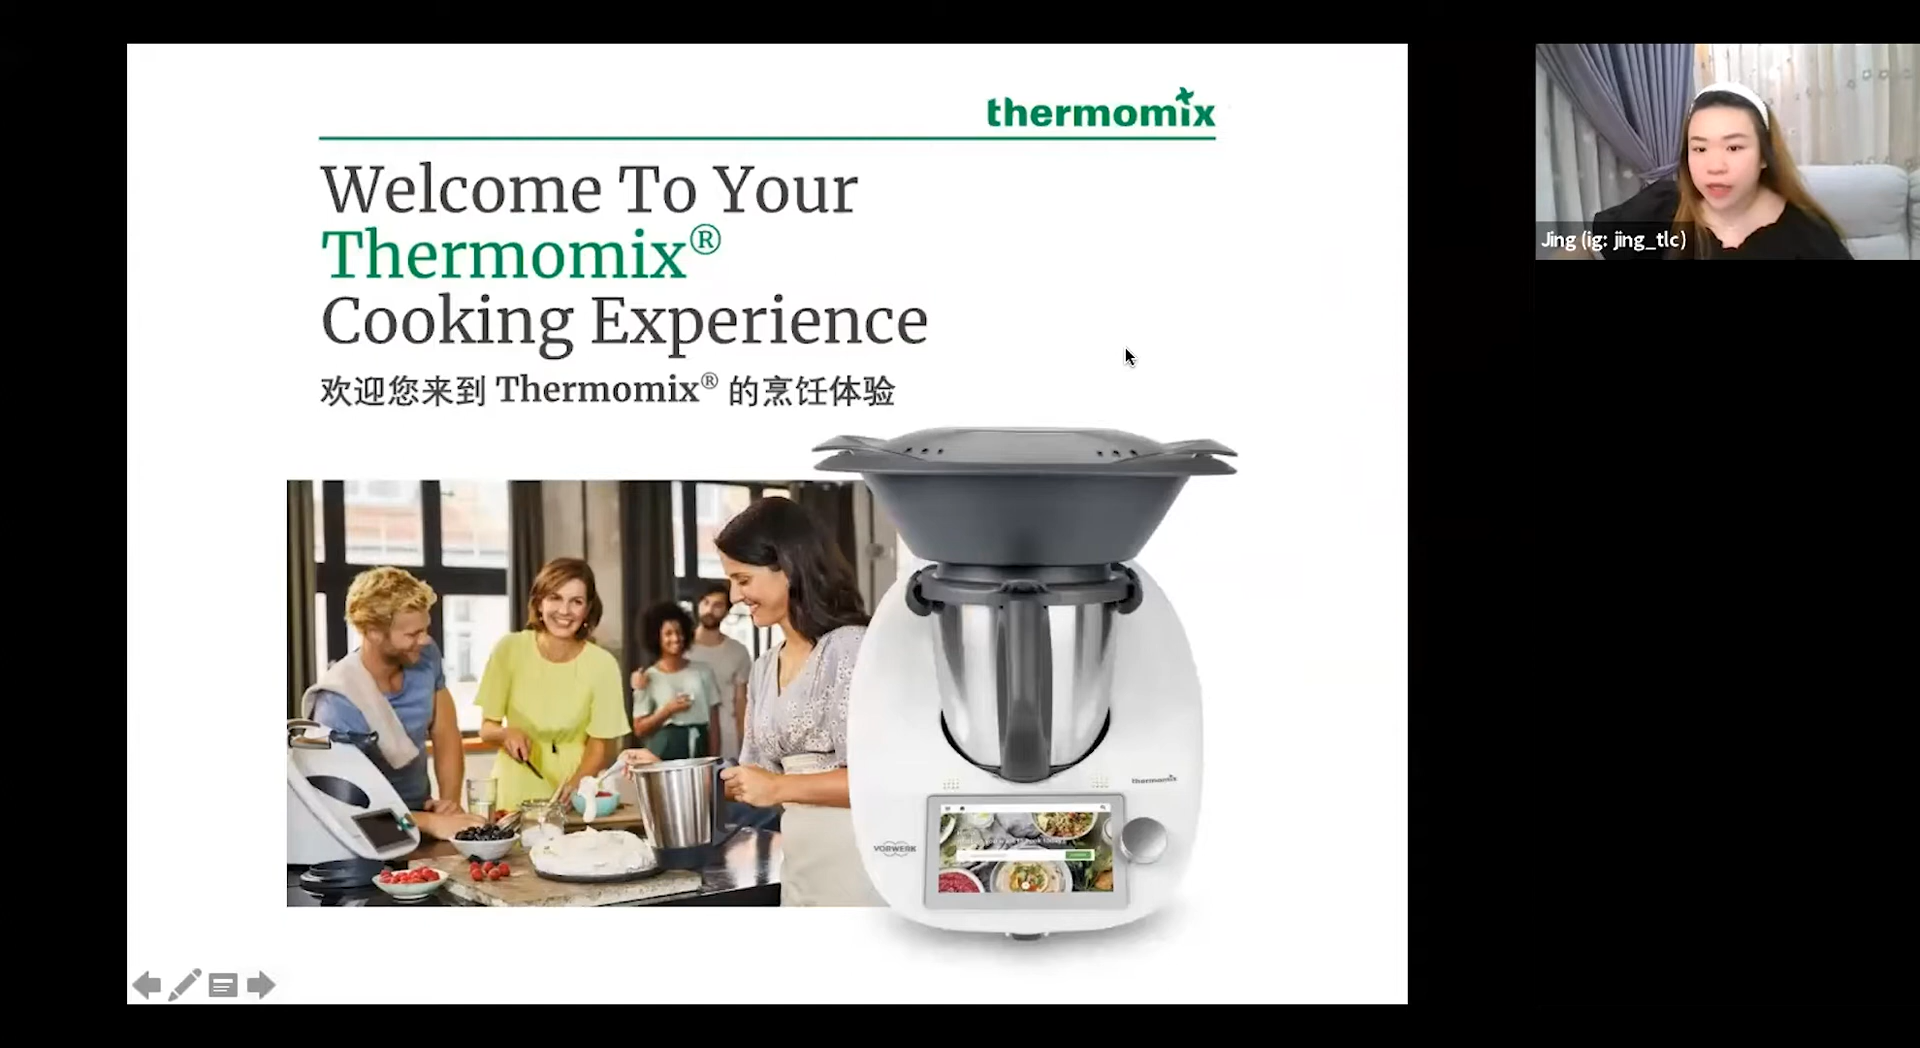 thermomix
Welcome To Your
Thermomix®
Cooking Experience
欢迎您来到 Thermomix® 的烹饪体验
Jing (ig: jing_tlc)
thermomix
VORWERK